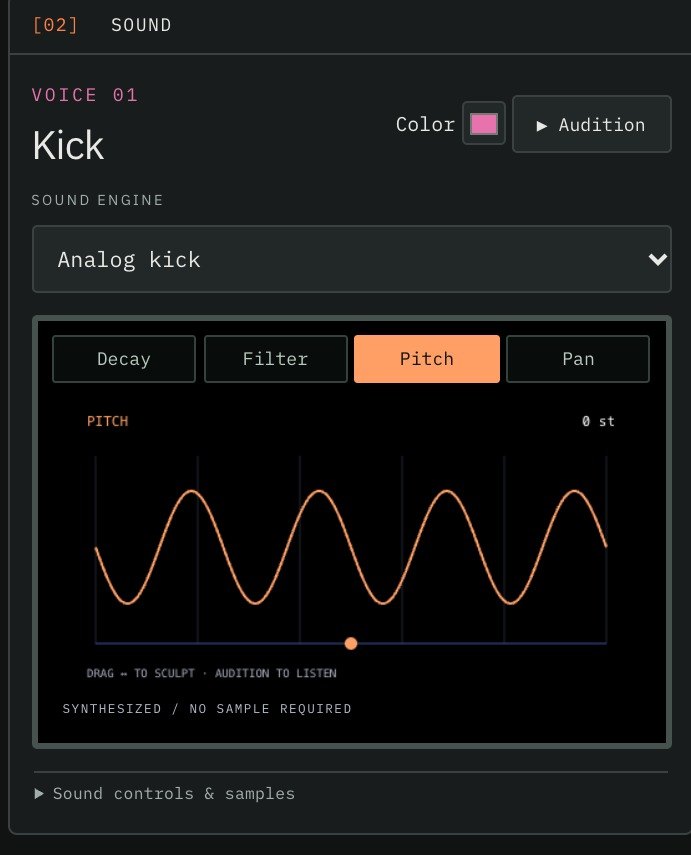 [02] SOUND
VOICE 01
Kick
Color ▶ Audition
SOUND ENGINE
Analog kick
Decay Filter Pitch Pan
PITCH 0 st
DRAG ↔ TO SCULPT · AUDITION TO LISTEN
SYNTHESIZED / NO SAMPLE REQUIRED
▶ Sound controls & samples